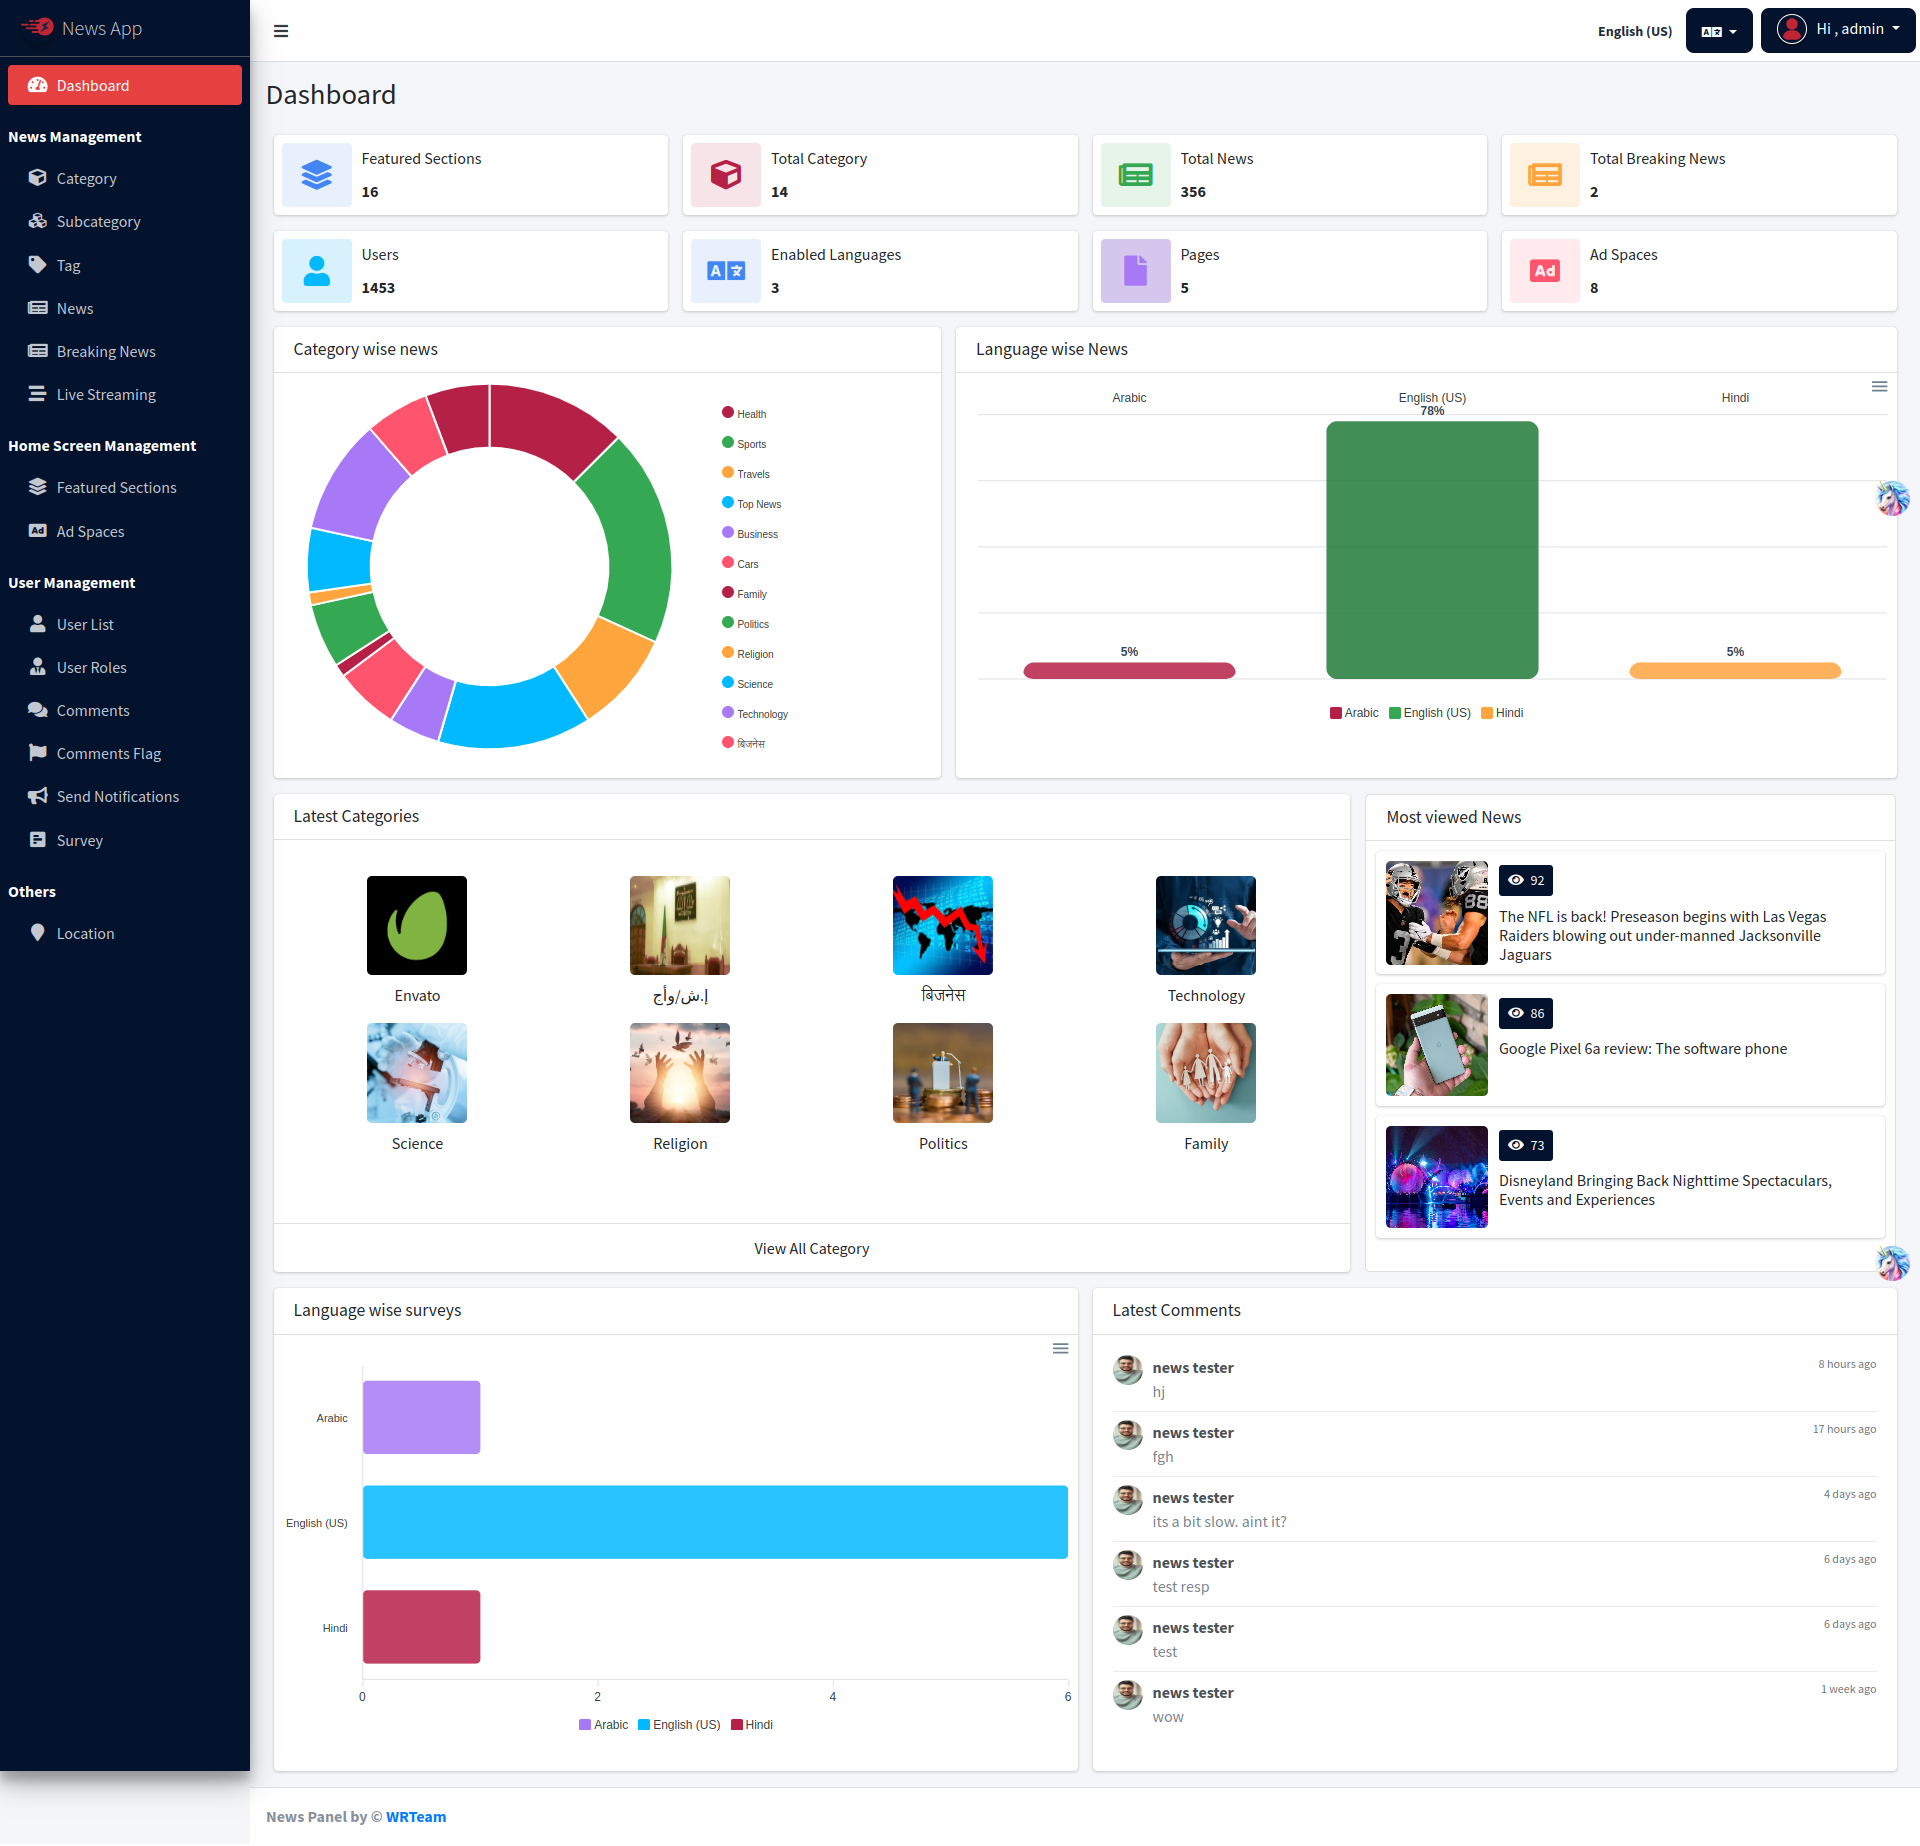 News App
Dashboard
News Management
Category
Subcategory
Tag
News
Breaking News
Live Streaming
Home Screen Management
Featured Sections
Ad Spaces
User Management
User List
User Roles
Comments
Comments Flag
Send Notifications
Survey
Others
Location
English (US)
Hi , admin
Dashboard
Featured Sections
16
Total Category
14
Total News
356
Total Breaking News
2
Users
1453
Enabled Languages
3
Pages
5
Ad
Ad Spaces
8
Category wise news
Health
Sports
Travels
Top News
Business
Cars
Family
Politics
Religion
Science
Technology
बिजनेस
Language wise News
Arabic
English (US)
Hindi
78%
5%
5%
Arabic English (US) Hindi
Latest Categories
Envato
إ.ش/وأج
बिजनेस
Technology
Science
Religion
Politics
Family
View All Category
Most viewed News
92
The NFL is back! Preseason begins with Las Vegas
Raiders blowing out under-manned Jacksonville
Jaguars
86
Google Pixel 6a review: The software phone
73
Disneyland Bringing Back Nighttime Spectaculars,
Events and Experiences
Language wise surveys
Arabic
English (US)
Hindi
0 2 4 6
Arabic English (US) Hindi
Latest Comments
news tester
8 hours ago
hj
news tester
17 hours ago
fgh
news tester
4 days ago
its a bit slow. aint it?
news tester
6 days ago
test resp
news tester
6 days ago
test
news tester
1 week ago
wow
News Panel by © WRTeam